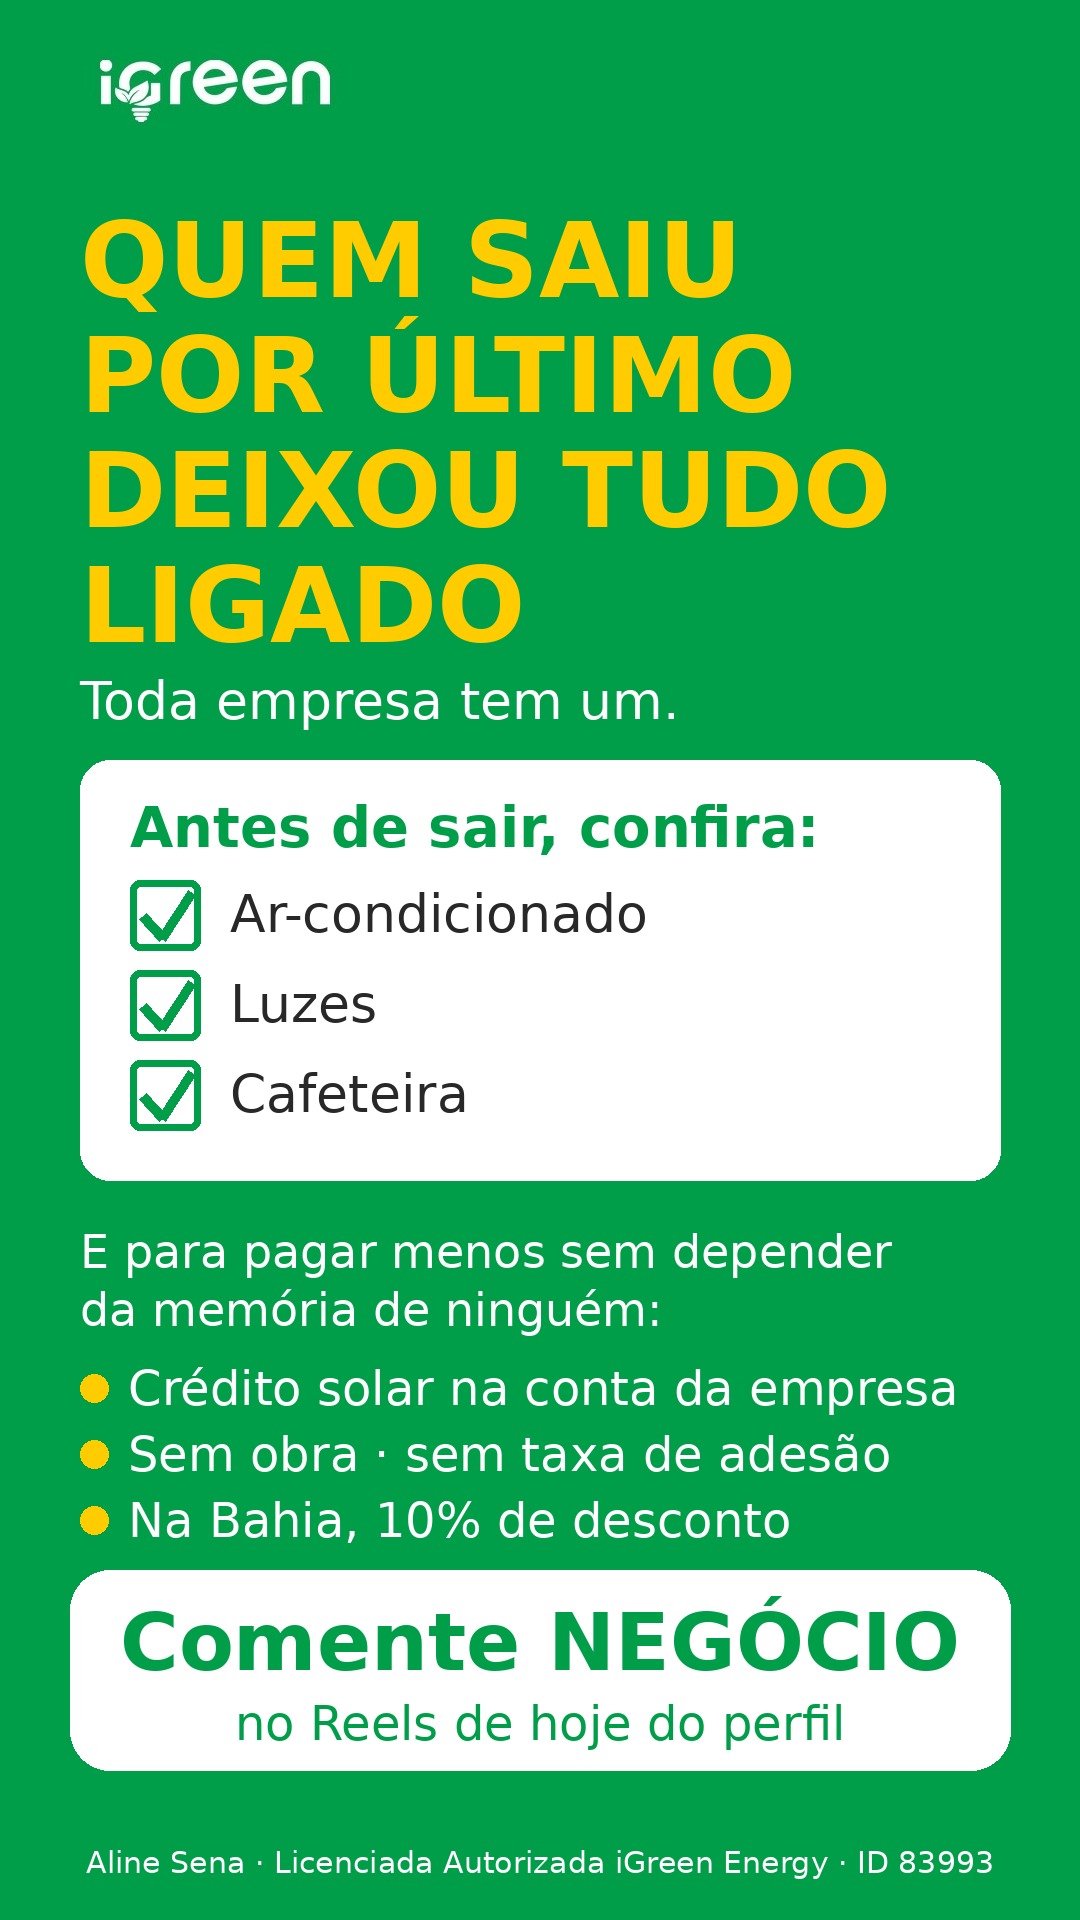 iGreen
QUEM SAIU
POR ÚLTIMO
DEIXOU TUDO
LIGADO
Toda empresa tem um.
Antes de sair, confira:
Ar-condicionado
Luzes
Cafeteira
E para pagar menos sem depender
da memória de ninguém:
Crédito solar na conta da empresa
Sem obra · sem taxa de adesão
Na Bahia, 10% de desconto
Comente NEGÓCIO
no Reels de hoje do perfil
Aline Sena · Licenciada Autorizada iGreen Energy · ID 83993